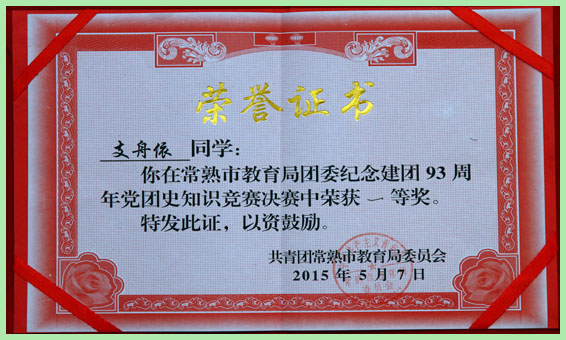 荣誉证书
支舟依 同学：
你在常熟市教育局团委纪念建团93周
年党团史知识竞赛决赛中荣获 一 等奖。
特发此证，以资鼓励。
共青团常熟市教育局委员会
2015年5月7日